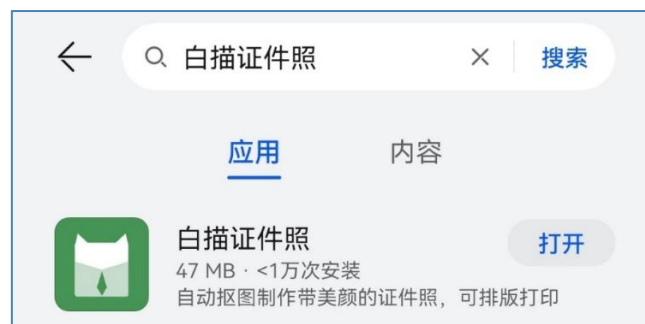 白描证件照 搜索
应用 内容
白描证件照
打开
47 MB · <1万次安装
自动抠图制作带美颜的证件照，可排版打印